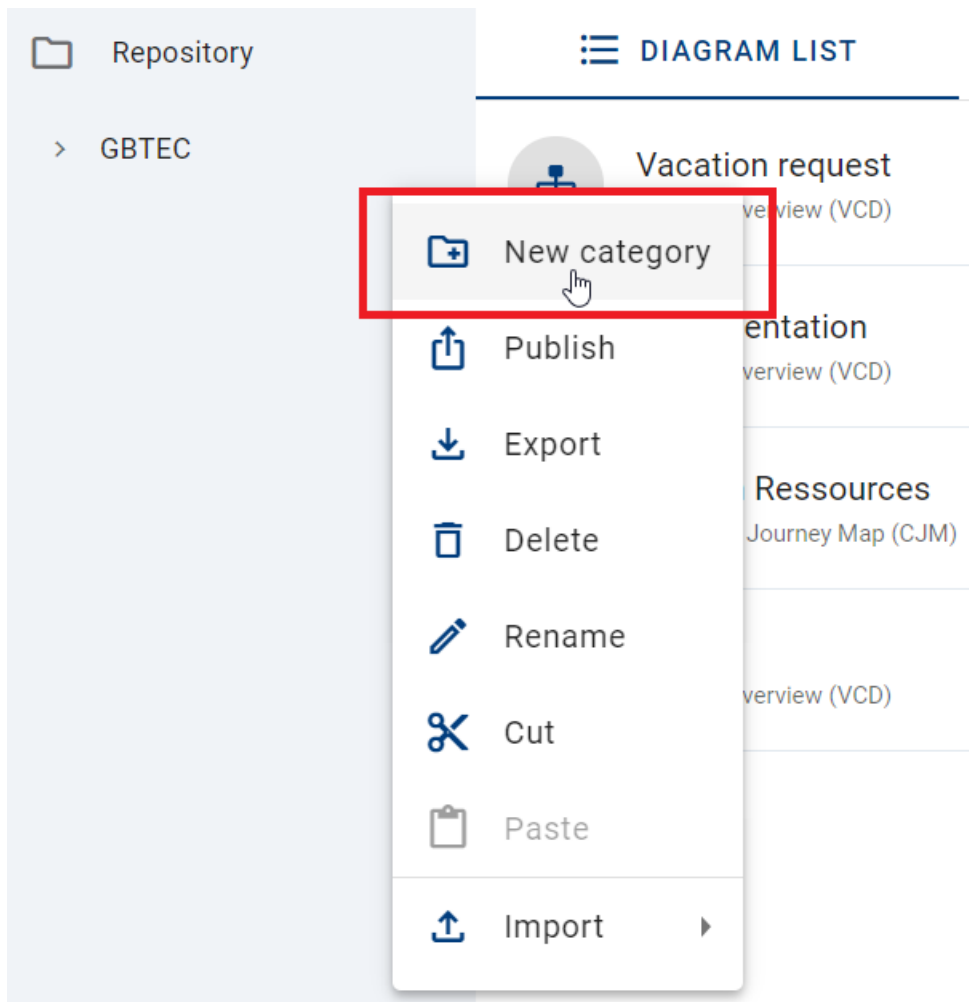 Repository
GBTEC
DIAGRAM LIST
Vacation request
verview (VCD)
New category
Publish
Export
Delete
Rename
Cut
Paste
Import
entation
verview (VCD)
Ressources
Journey Map (CJM)
verview (VCD)